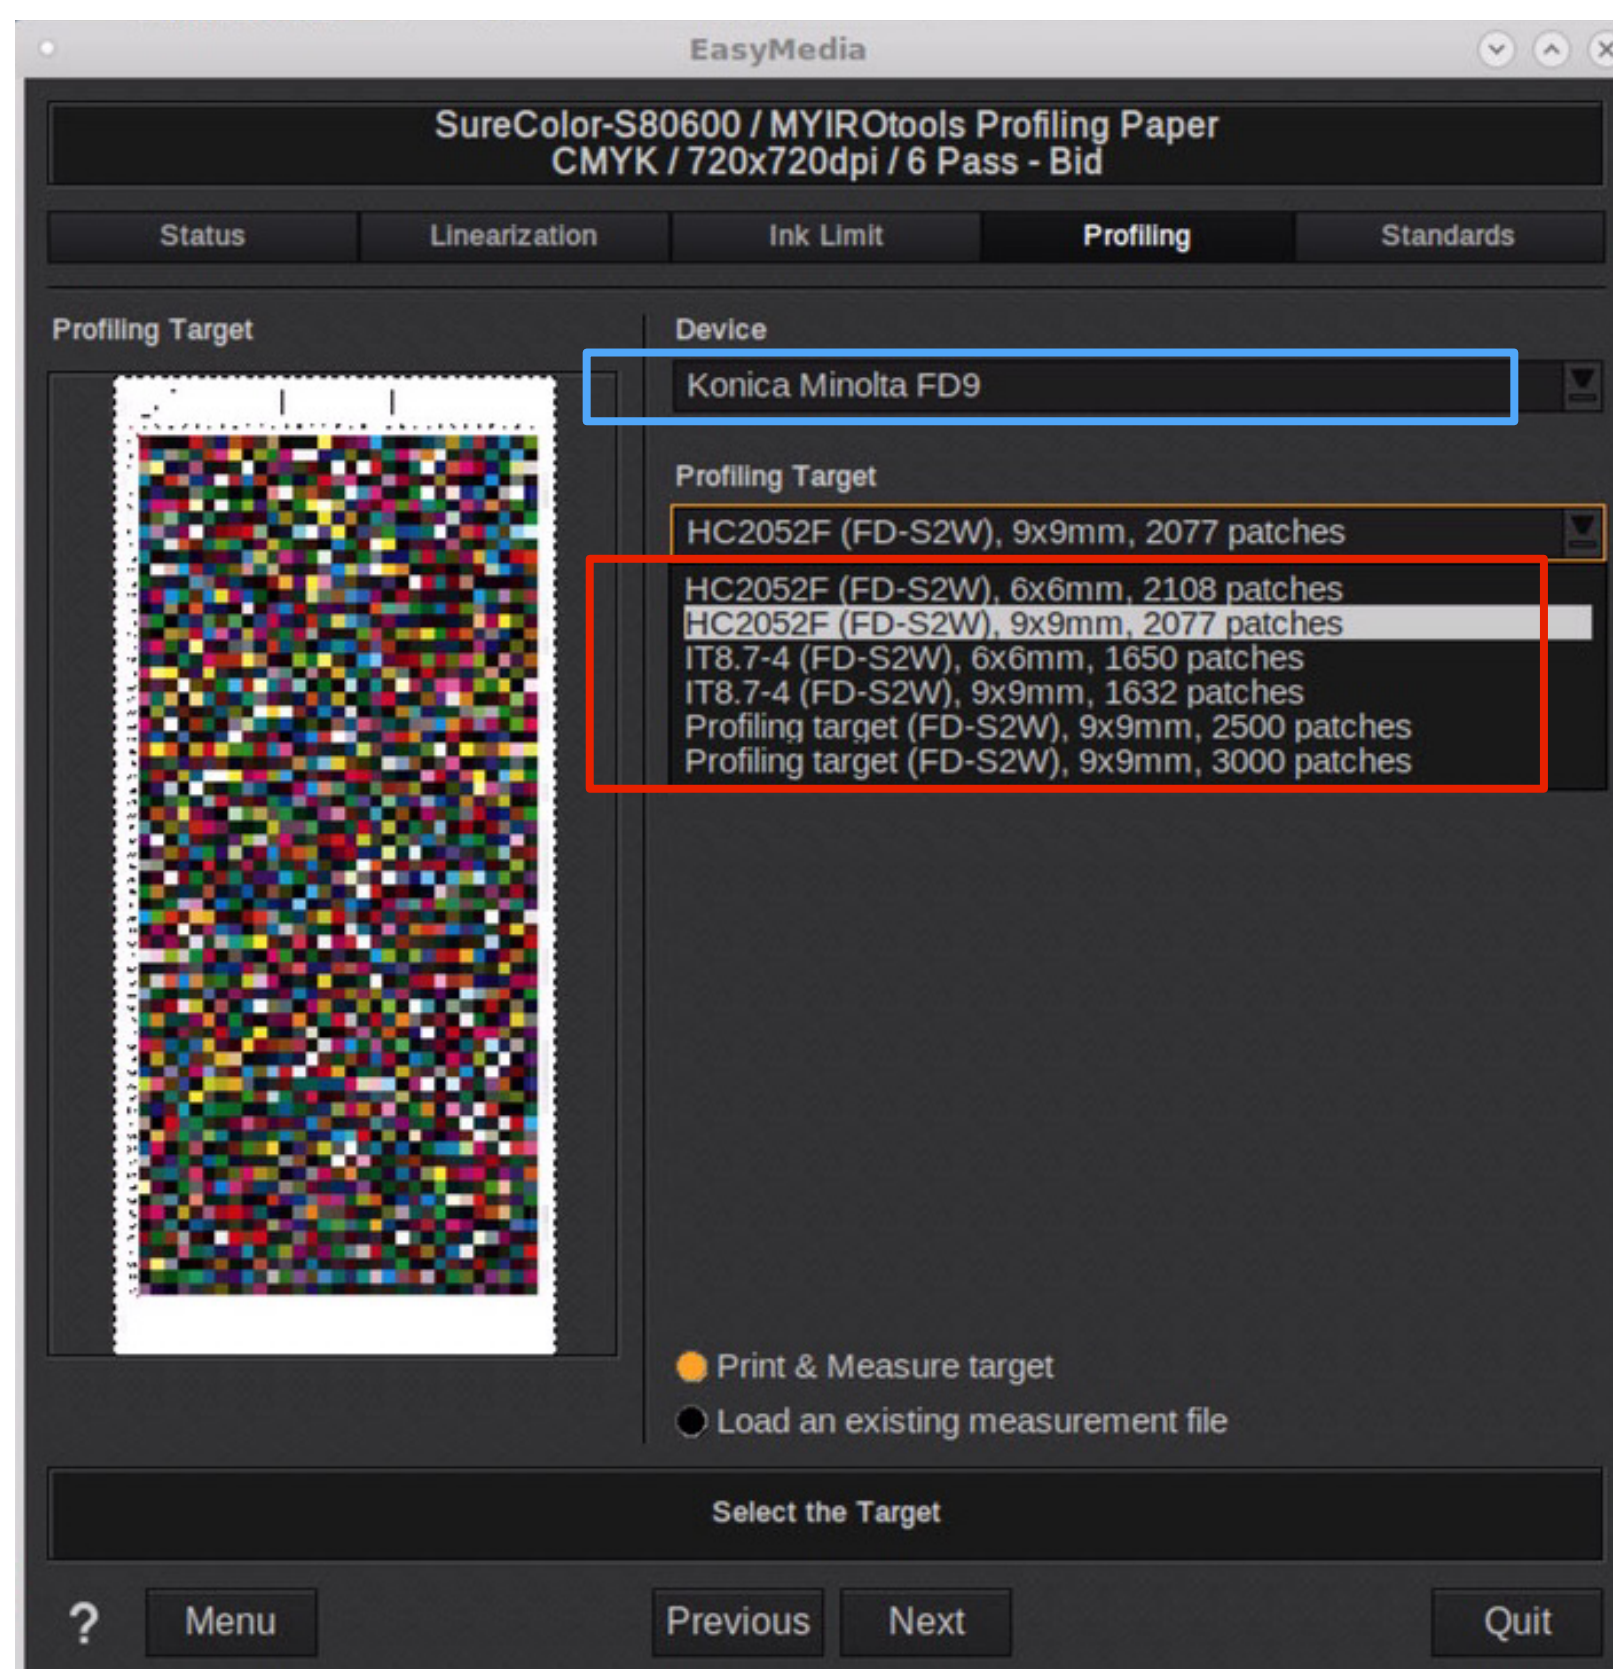 EasyMedia
SureColor-S80600 / MYIROtools Profiling Paper
CMYK / 720x720dpi / 6 Pass - Bid
Status Linearization Ink Limit Profiling Standards
Profiling Target
Device
Konica Minolta FD9
Profiling Target
HC2052F (FD-S2W), 9x9mm, 2077 patches
HC2052F (FD-S2W), 6x6mm, 2108 patches
HC2052F (FD-S2W), 9x9mm, 2077 patches
IT8.7-4 (FD-S2W), 6x6mm, 1650 patches
IT8.7-4 (FD-S2W), 9x9mm, 1632 patches
Profiling target (FD-S2W), 9x9mm, 2500 patches
Profiling target (FD-S2W), 9x9mm, 3000 patches
Print & Measure target
Load an existing measurement file
Select the Target
? Menu Previous Next Quit